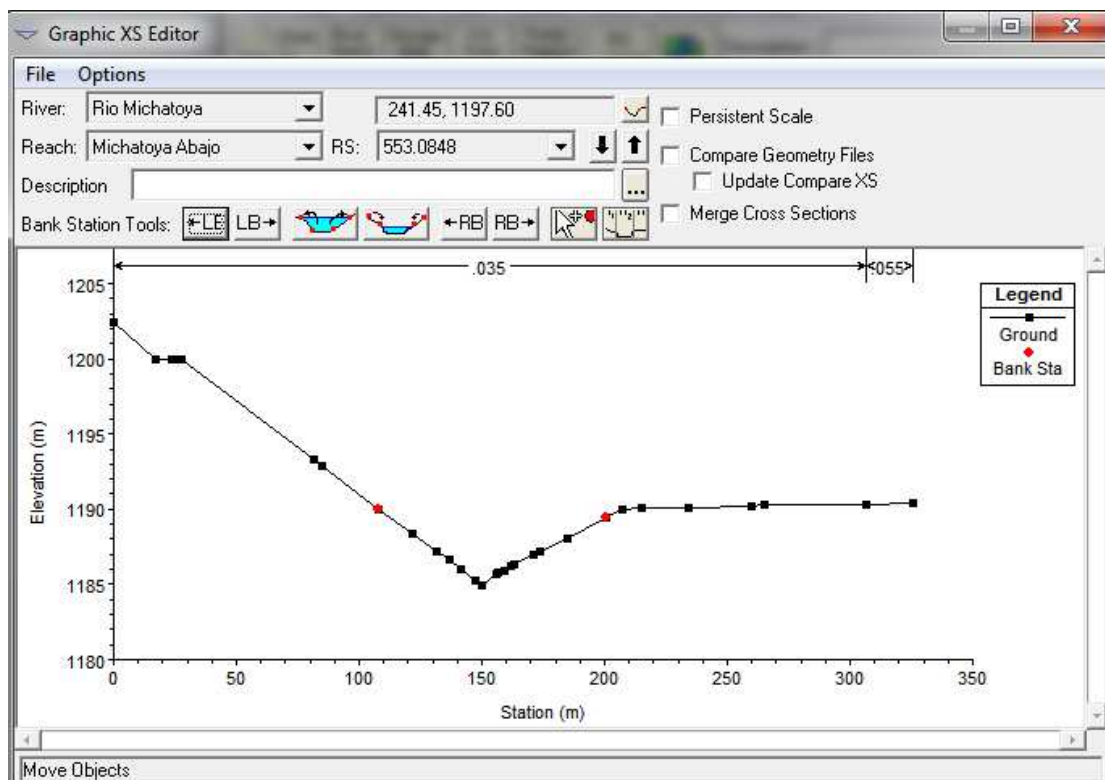 Graphic XS Editor
File Options
River: Rio Michatoya 241.45, 1197.60 Persistent Scale
Reach: Michatoya Abajo RS: 553.0848 Compare Geometry Files
Update Compare XS
Description ...
Merge Cross Sections
Bank Station Tools: LB LB RB RB
.035 .055
Legend
Ground
Bank Sta
Elevation (m)
1205
1200
1195
1190
1185
1180
0 50 100 150 200 250 300 350
Station (m)
Move Objects